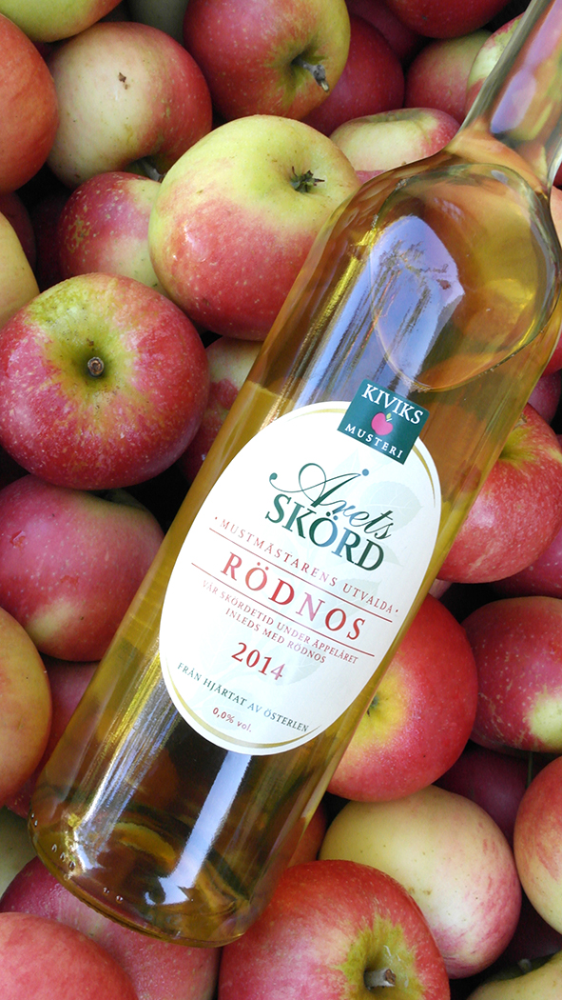 KIVIKS
MUSTERI
Årets
SKÖRD
• MUSTMÄSTARENS UTVALDA •
RÖDNOS
VÅR SKÖRDETID UNDER ÄPPELÅRET
INLEDS MED RÖDNOS
2014
FRÅN HJÄRTAT AV ÖSTERLEN
0,0% vol.